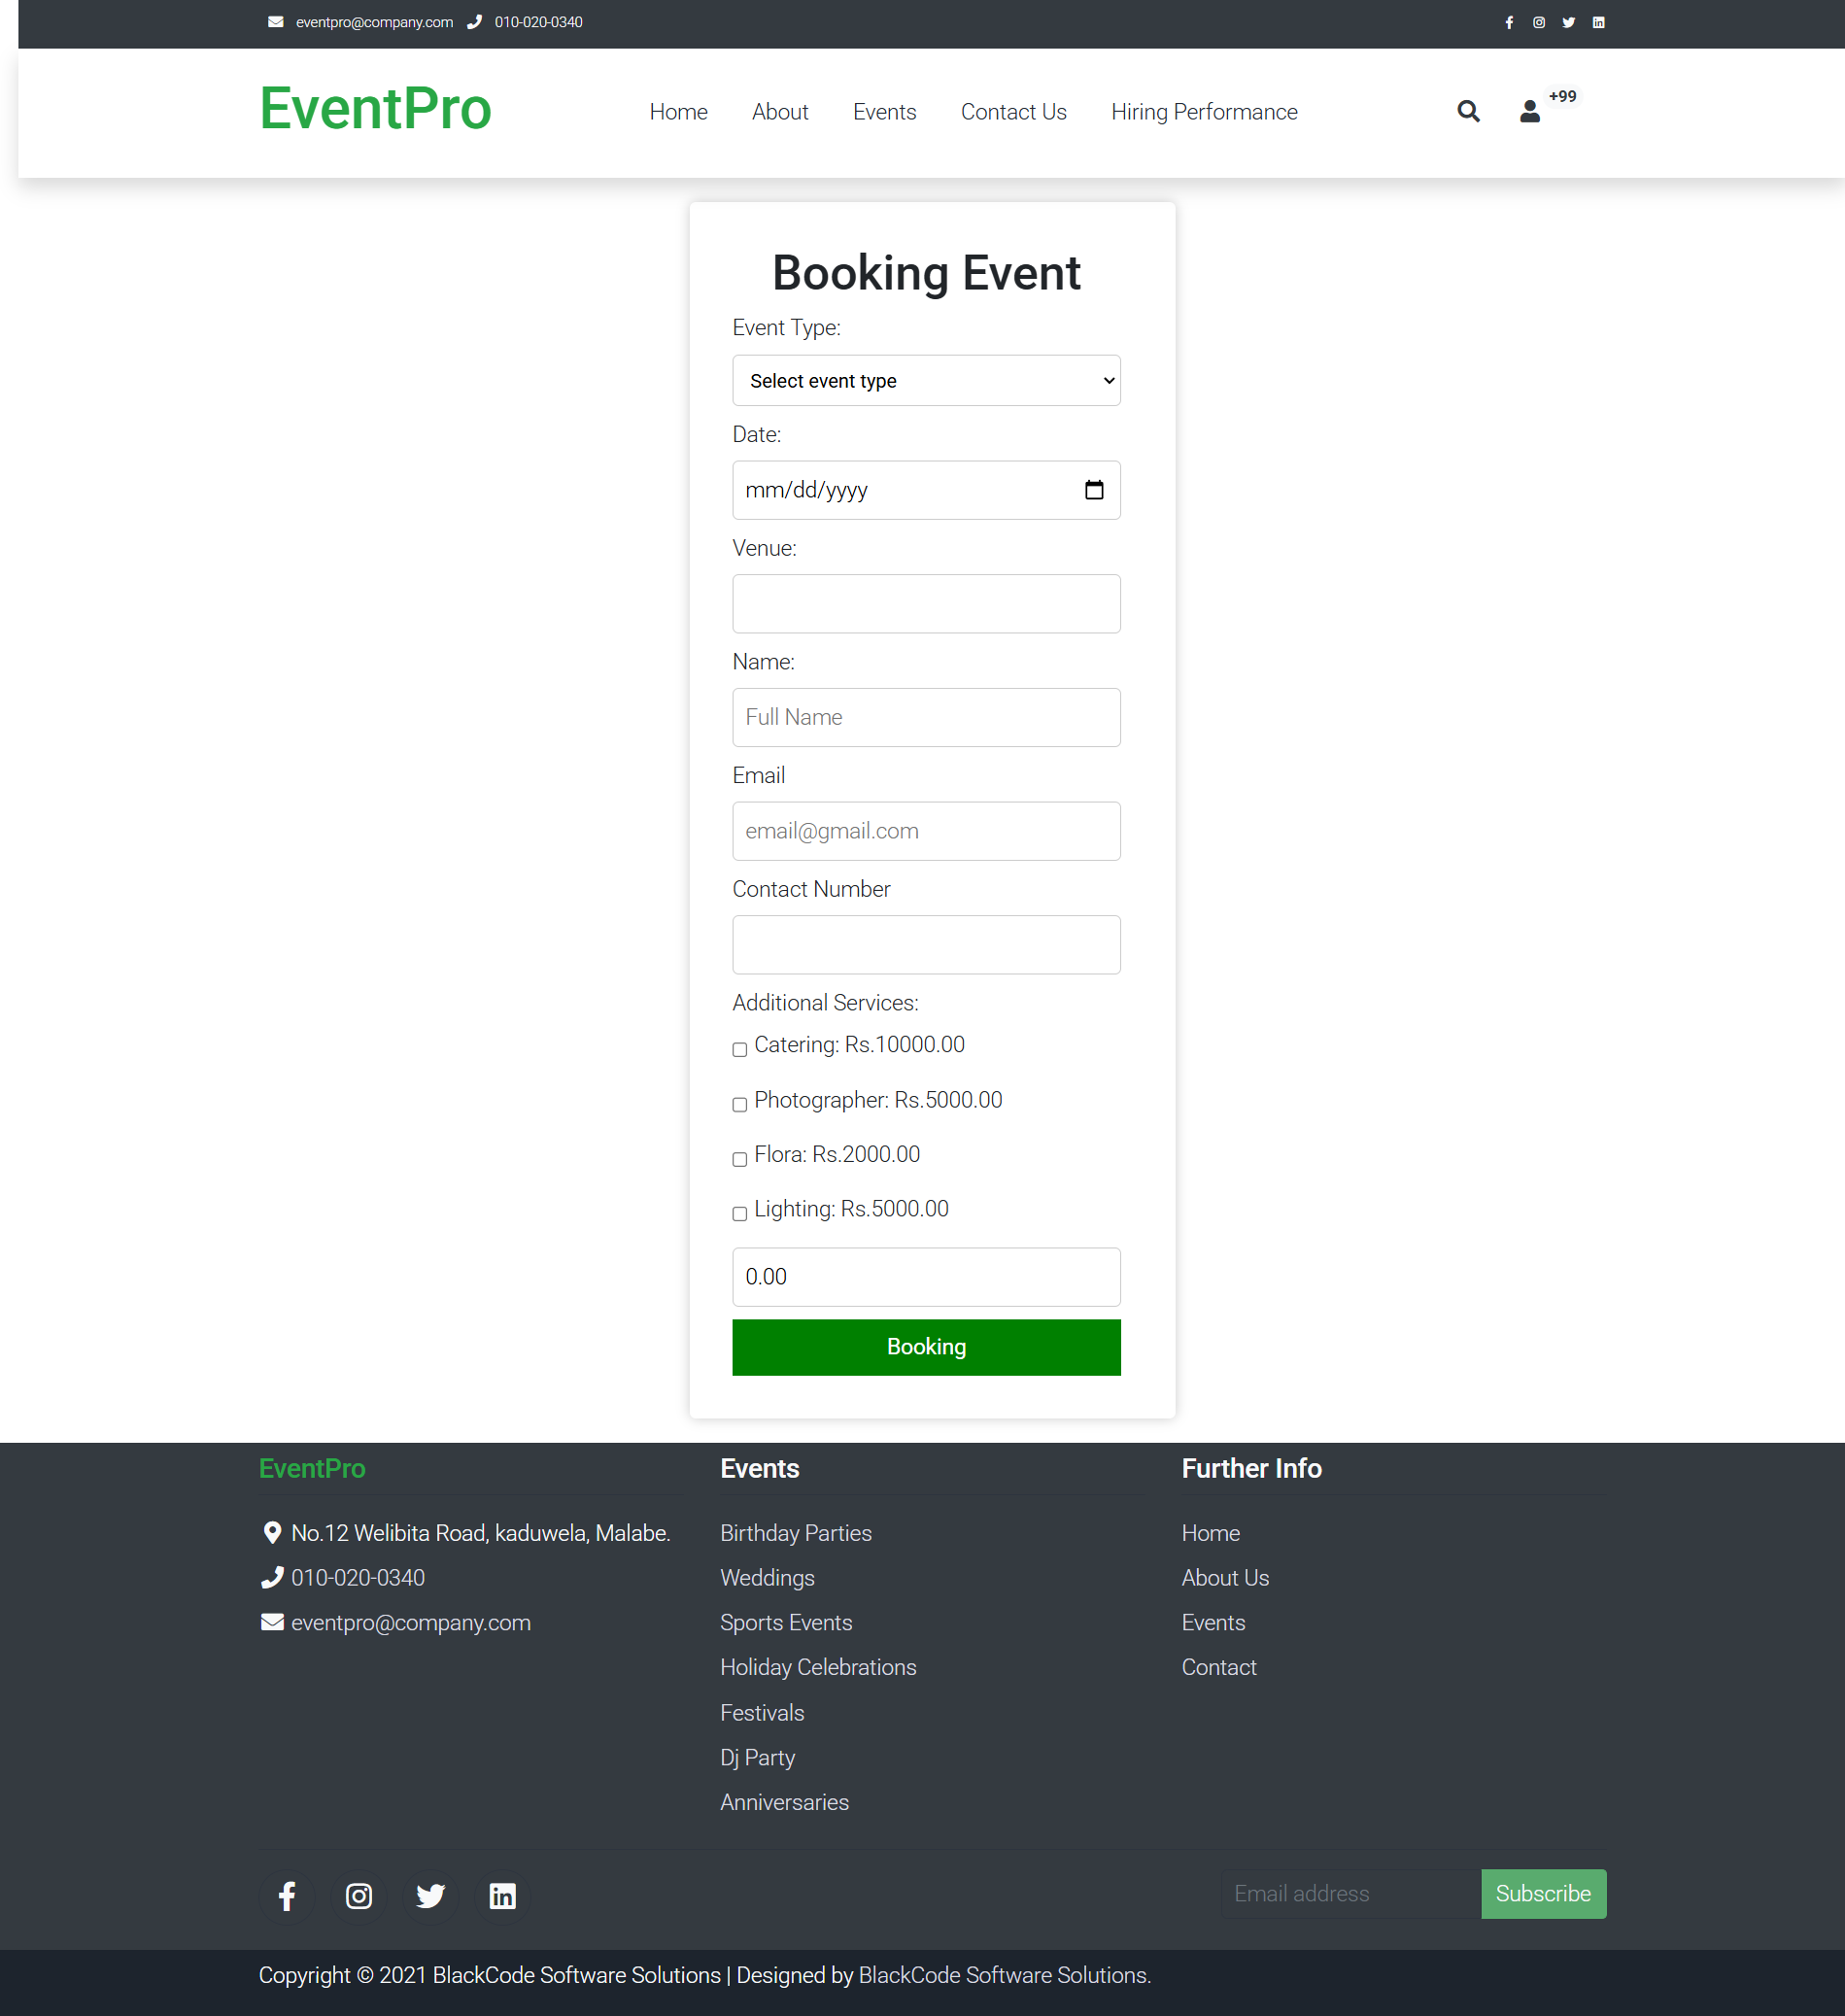 eventpro@company.com 010-020-0340
EventPro
Home About Events Contact Us Hiring Performance
+99
Booking Event
Event Type:
Select event type
Date:
mm/dd/yyyy
Venue:
Name:
Full Name
Email
email@gmail.com
Contact Number
Additional Services:
Catering: Rs.10000.00
Photographer: Rs.5000.00
Flora: Rs.2000.00
Lighting: Rs.5000.00
0.00
Booking
EventPro
No.12 Welibita Road, kaduwela, Malabe.
010-020-0340
eventpro@company.com
Events
Birthday Parties
Weddings
Sports Events
Holiday Celebrations
Festivals
Dj Party
Anniversaries
Further Info
Home
About Us
Events
Contact
Email address Subscribe
Copyright © 2021 BlackCode Software Solutions | Designed by BlackCode Software Solutions.